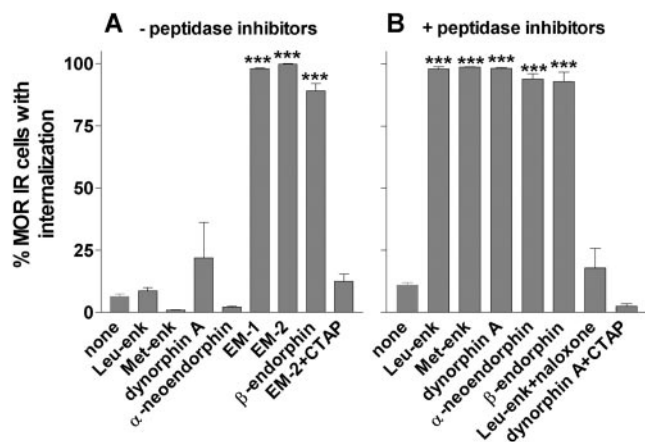 A - peptidase inhibitors
B + peptidase inhibitors
% MOR IR cells with
internalization
100
75
50
25
0
*** *** ***
none
Leu-enk
Met-enk
dynorphin A
α-neoendorphin
EM-1
EM-2
β-endorphin
EM-2+CTAP
*** *** *** *** ***
none
Leu-enk
Met-enk
dynorphin A
α-neoendorphin
β-endorphin
Leu-enk+naloxone
dynorphin A+CTAP